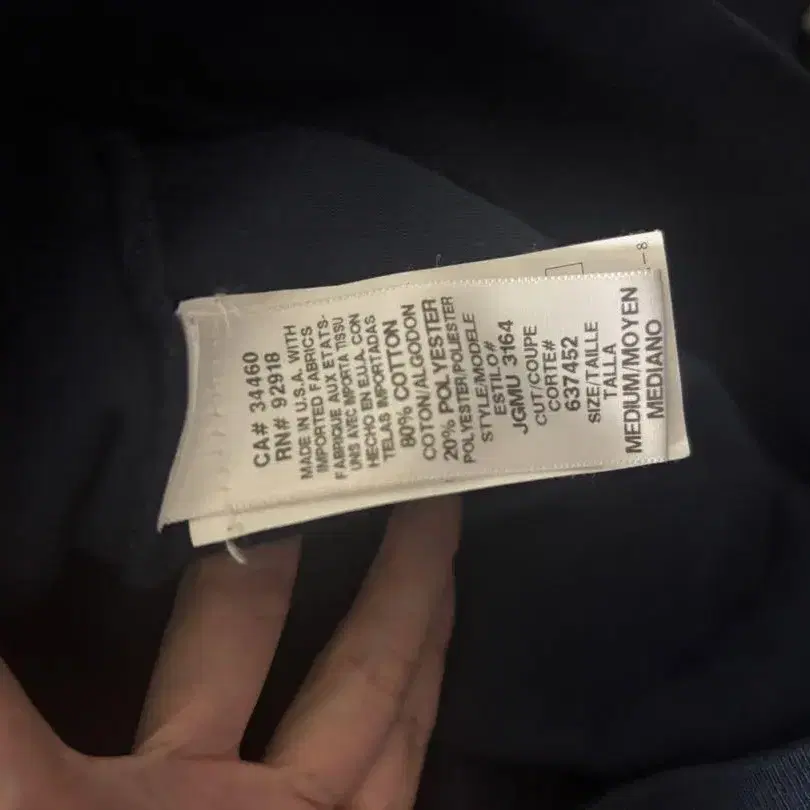 CA# 34460
RN# 92918
MADE IN U.S.A. WITH
IMPORTED FABRICS
FABRIQUE AUX ETATS-
UNIS AVEC IMPORTA TISSU
HECHO EN E.U.A. CON
TELAS IMPORTADAS
80% COTTON
COTON/ALGODON
20% POLYESTER
POLYESTER/POLIESTER
STYLE/MODELE
ESTILO#
JGMU 3164
CUT/COUPE
CORTE#
637452
SIZE/TAILLE
TALLA
MEDIUM/MOYEN
MEDIANO